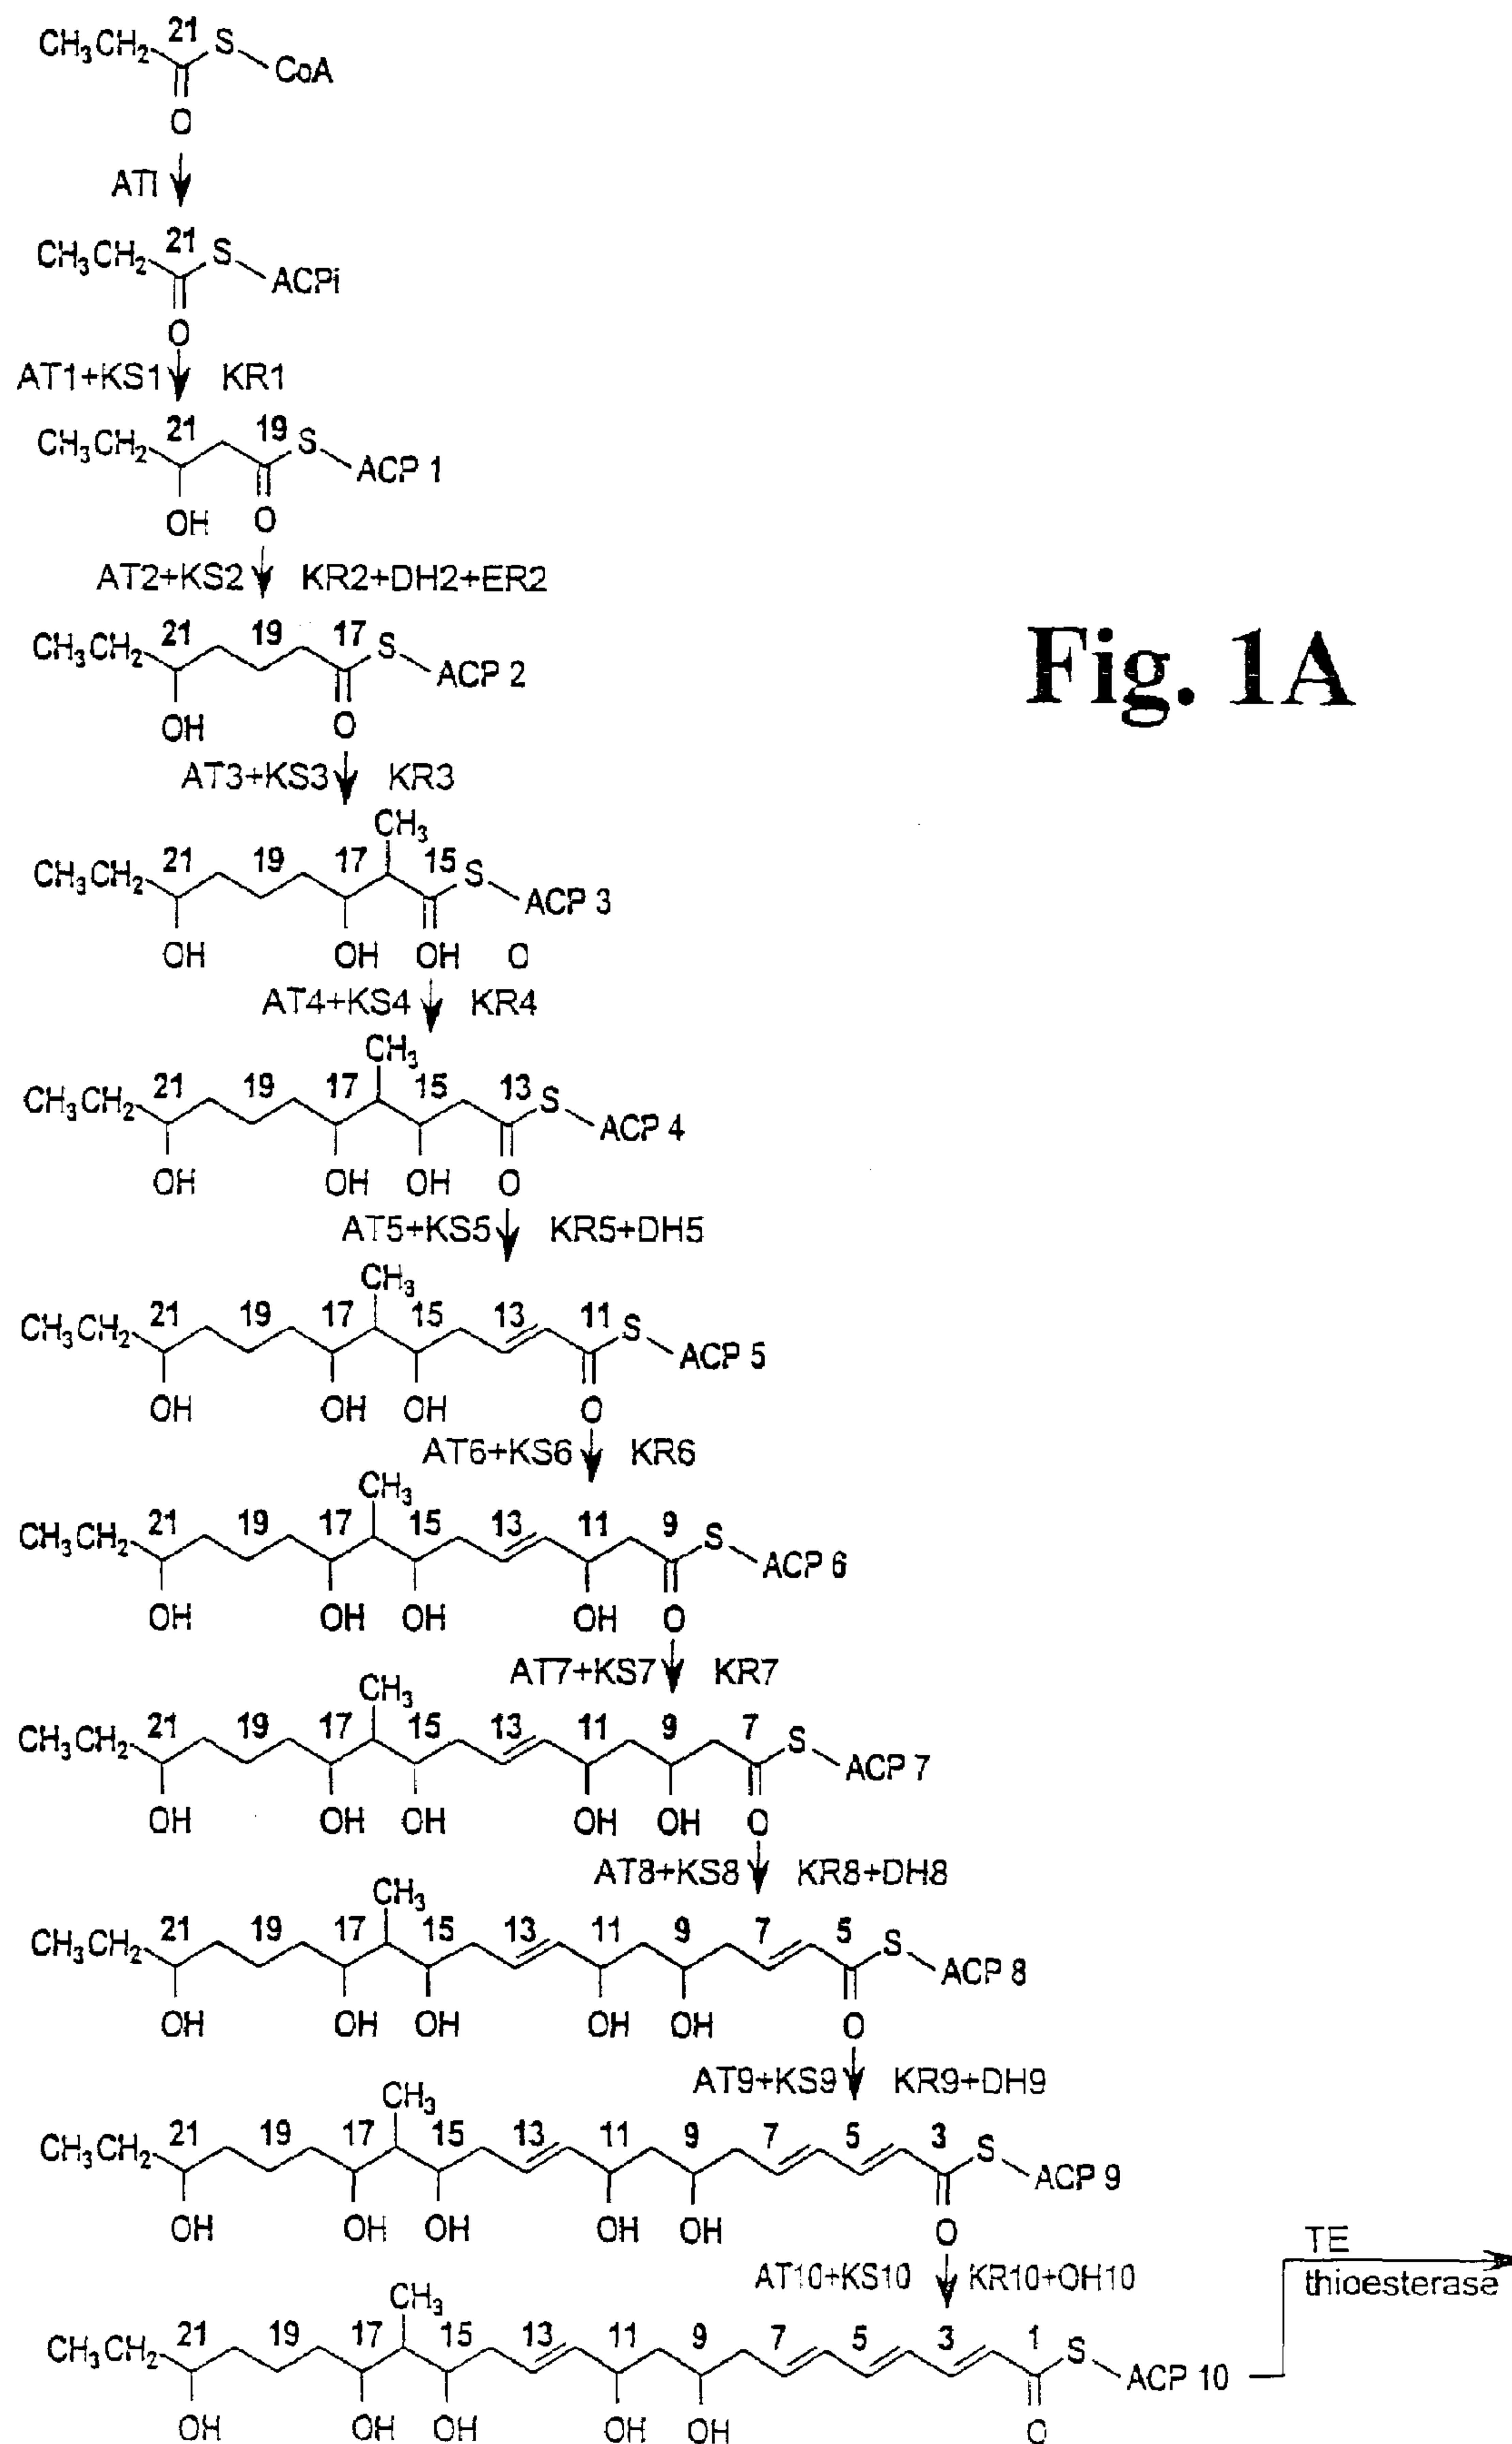 CH3CH2 21 S CoA
O
ATI
CH3CH2 21 S ACPi
O
AT1+KS1 KR1
CH3CH2 21 19 S ACP 1
OH O
AT2+KS2 KR2+DH2+ER2
CH3CH2 21 19 17 S ACP 2
OH O
Fig. 1A
AT3+KS3 KR3
CH3
CH3CH2 21 19 17 15 S ACP 3
OH OH OH O
AT4+KS4 KR4
CH3
CH3CH2 21 19 17 15 13 S ACP 4
OH OH OH O
AT5+KS5 KR5+DH5
CH3
CH3CH2 21 19 17 15 13 11 S ACP 5
OH OH OH O
AT6+KS6 KR6
CH3
CH3CH2 21 19 17 15 13 11 9 S ACP 6
OH OH OH OH O
AT7+KS7 KR7
CH3
CH3CH2 21 19 17 15 13 11 9 7 S ACP 7
OH OH OH OH OH O
AT8+KS8 KR8+DH8
CH3
CH3CH2 21 19 17 15 13 11 9 7 5 S ACP 8
OH OH OH OH OH O
AT9+KS9 KR9+DH9
CH3
CH3CH2 21 19 17 15 13 11 9 7 5 3 S ACP 9
OH OH OH OH OH O
AT10+KS10 KR10+OH10
TE
thioesterase
CH3
CH3CH2 21 19 17 15 13 11 9 7 5 3 1 S ACP 10
OH OH OH OH OH O